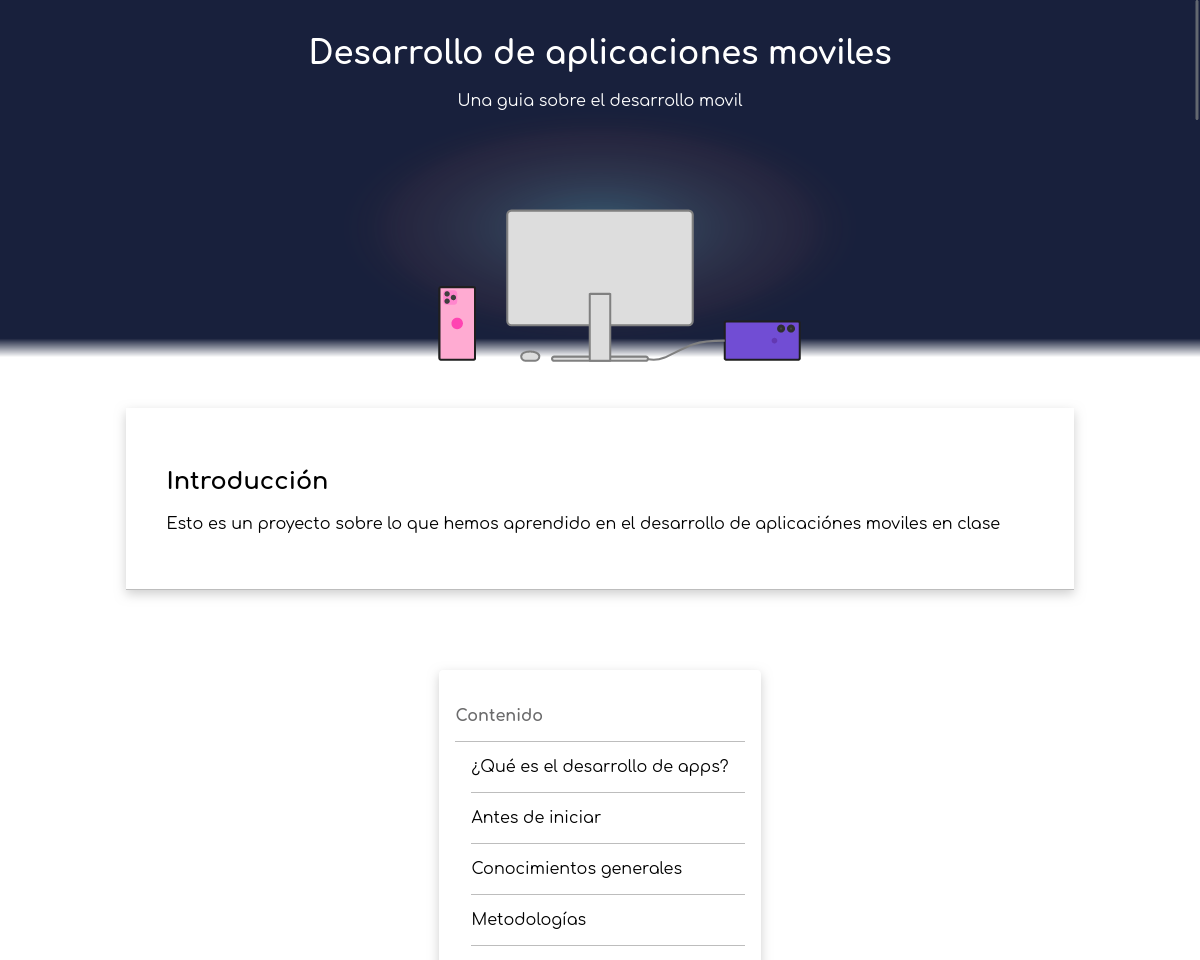 Desarrollo de aplicaciones moviles
Una guia sobre el desarrollo movil
Introducción
Esto es un proyecto sobre lo que hemos aprendido en el desarrollo de aplicaciónes moviles en clase
Contenido
¿Qué es el desarrollo de apps?
Antes de iniciar
Conocimientos generales
Metodologías